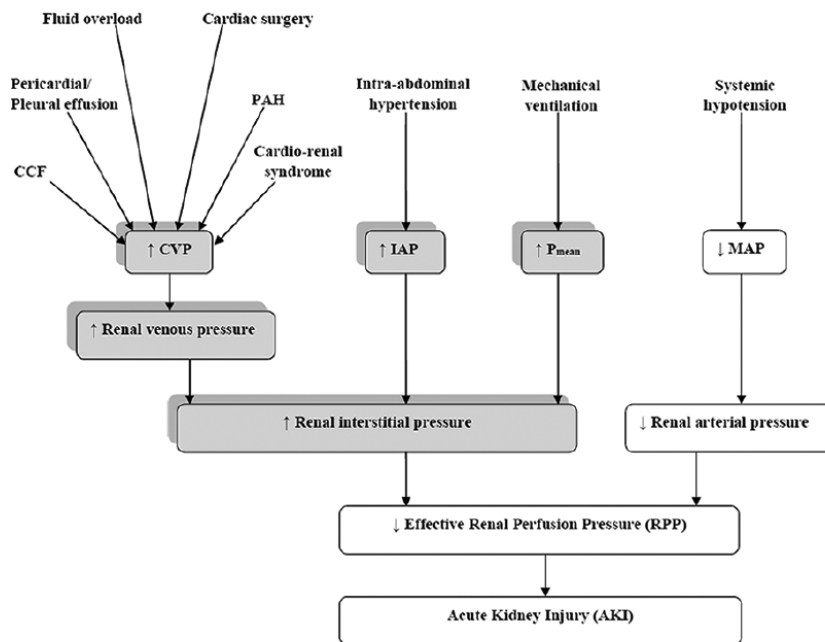 Fluid overload
Cardiac surgery
Pericardial/
Pleural effusion
PAH
CCF
Cardio-renal
syndrome
Intra-abdominal
hypertension
Mechanical
ventilation
Systemic
hypotension
↑ CVP
↑ IAP
↑ Pmean
↓ MAP
↑ Renal venous pressure
↑ Renal interstitial pressure
↓ Renal arterial pressure
↓ Effective Renal Perfusion Pressure (RPP)
Acute Kidney Injury (AKI)